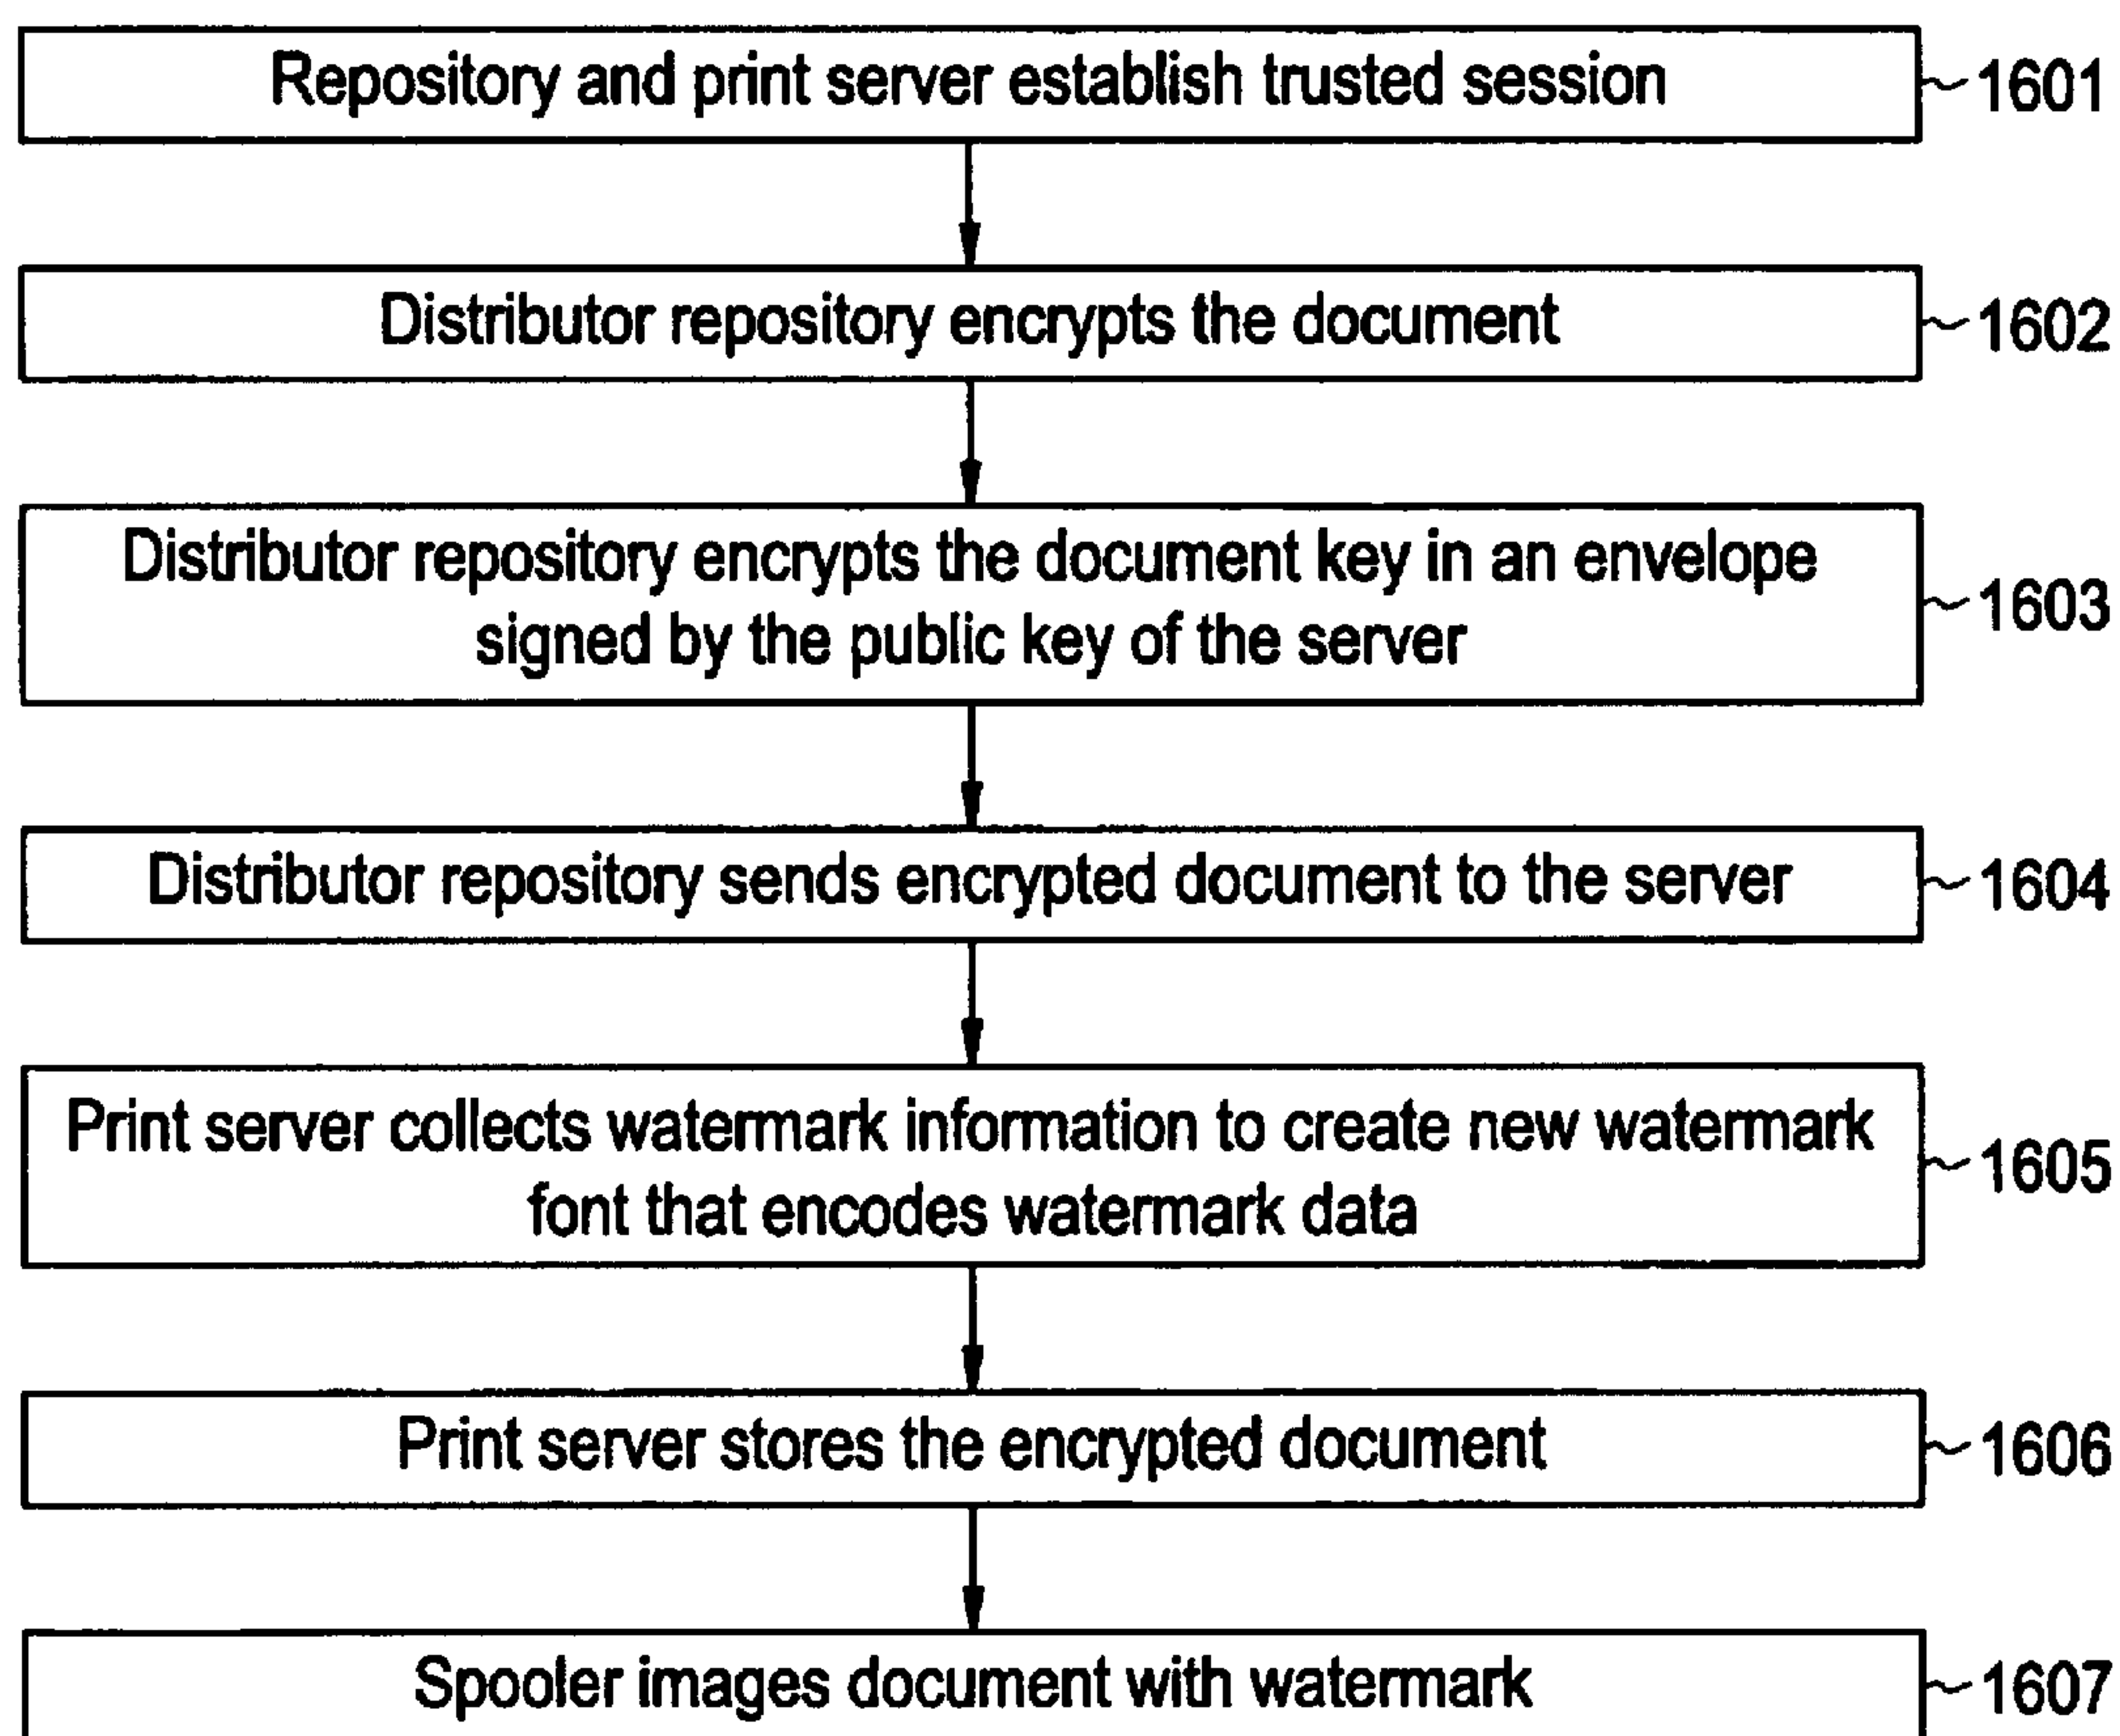 Repository and print server establish trusted session
1601
Distributor repository encrypts the document
1602
Distributor repository encrypts the document key in an envelope
signed by the public key of the server
1603
Distributor repository sends encrypted document to the server
1604
Print server collects watermark information to create new watermark
font that encodes watermark data
1605
Print server stores the encrypted document
1606
Spooler images document with watermark
1607